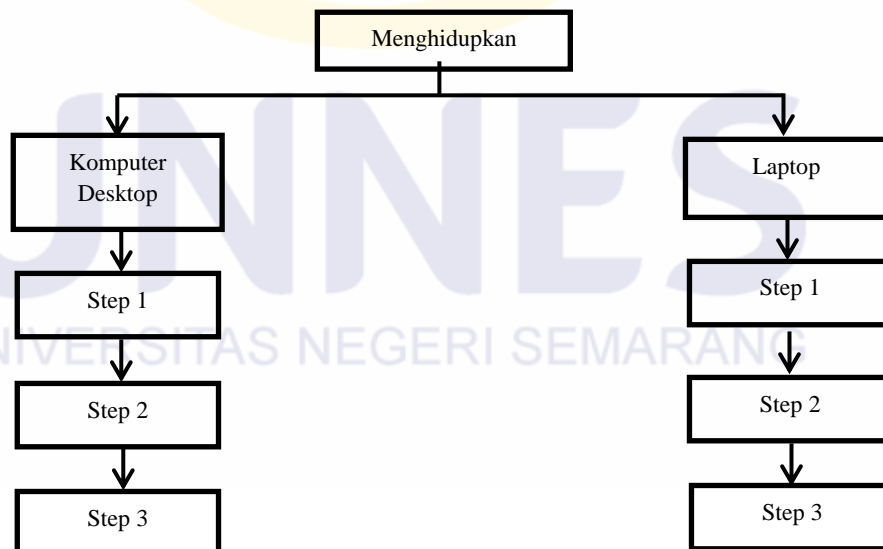 Menghidupkan
Komputer
Desktop
Laptop
Step 1
Step 1
Step 2
Step 2
Step 3
Step 3
UNNES
UNIVERSITAS NEGERI SEMARANG